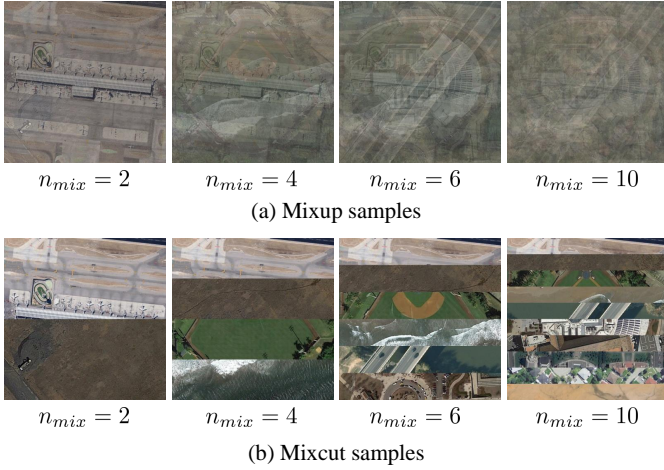 n_{mix} = 2 n_{mix} = 4 n_{mix} = 6 n_{mix} = 10
(a) Mixup samples
n_{mix} = 2 n_{mix} = 4 n_{mix} = 6 n_{mix} = 10
(b) Mixcut samples